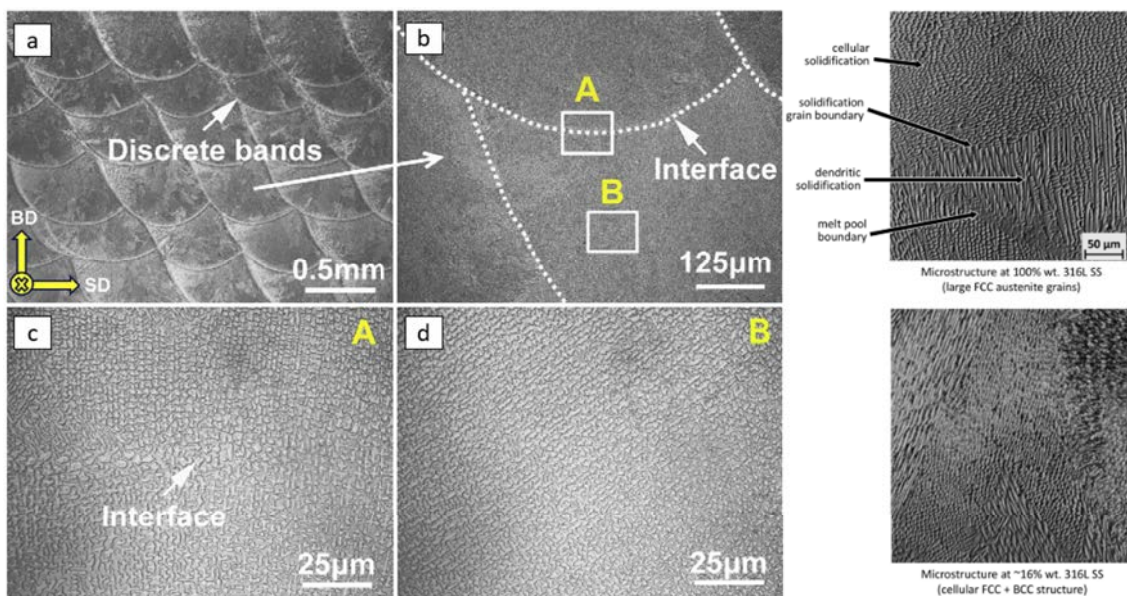 a
Discrete bands
BD
SD
0.5mm
b
A
Interface
B
125µm
c
A
Interface
25µm
d
B
25µm
cellular
solidification
solidification
grain boundary
dendritic
solidification
melt pool
boundary
50 µm
Microstructure at 100% wt. 316L SS
(large FCC austenite grains)
Microstructure at ~16% wt. 316L SS
(cellular FCC + BCC structure)